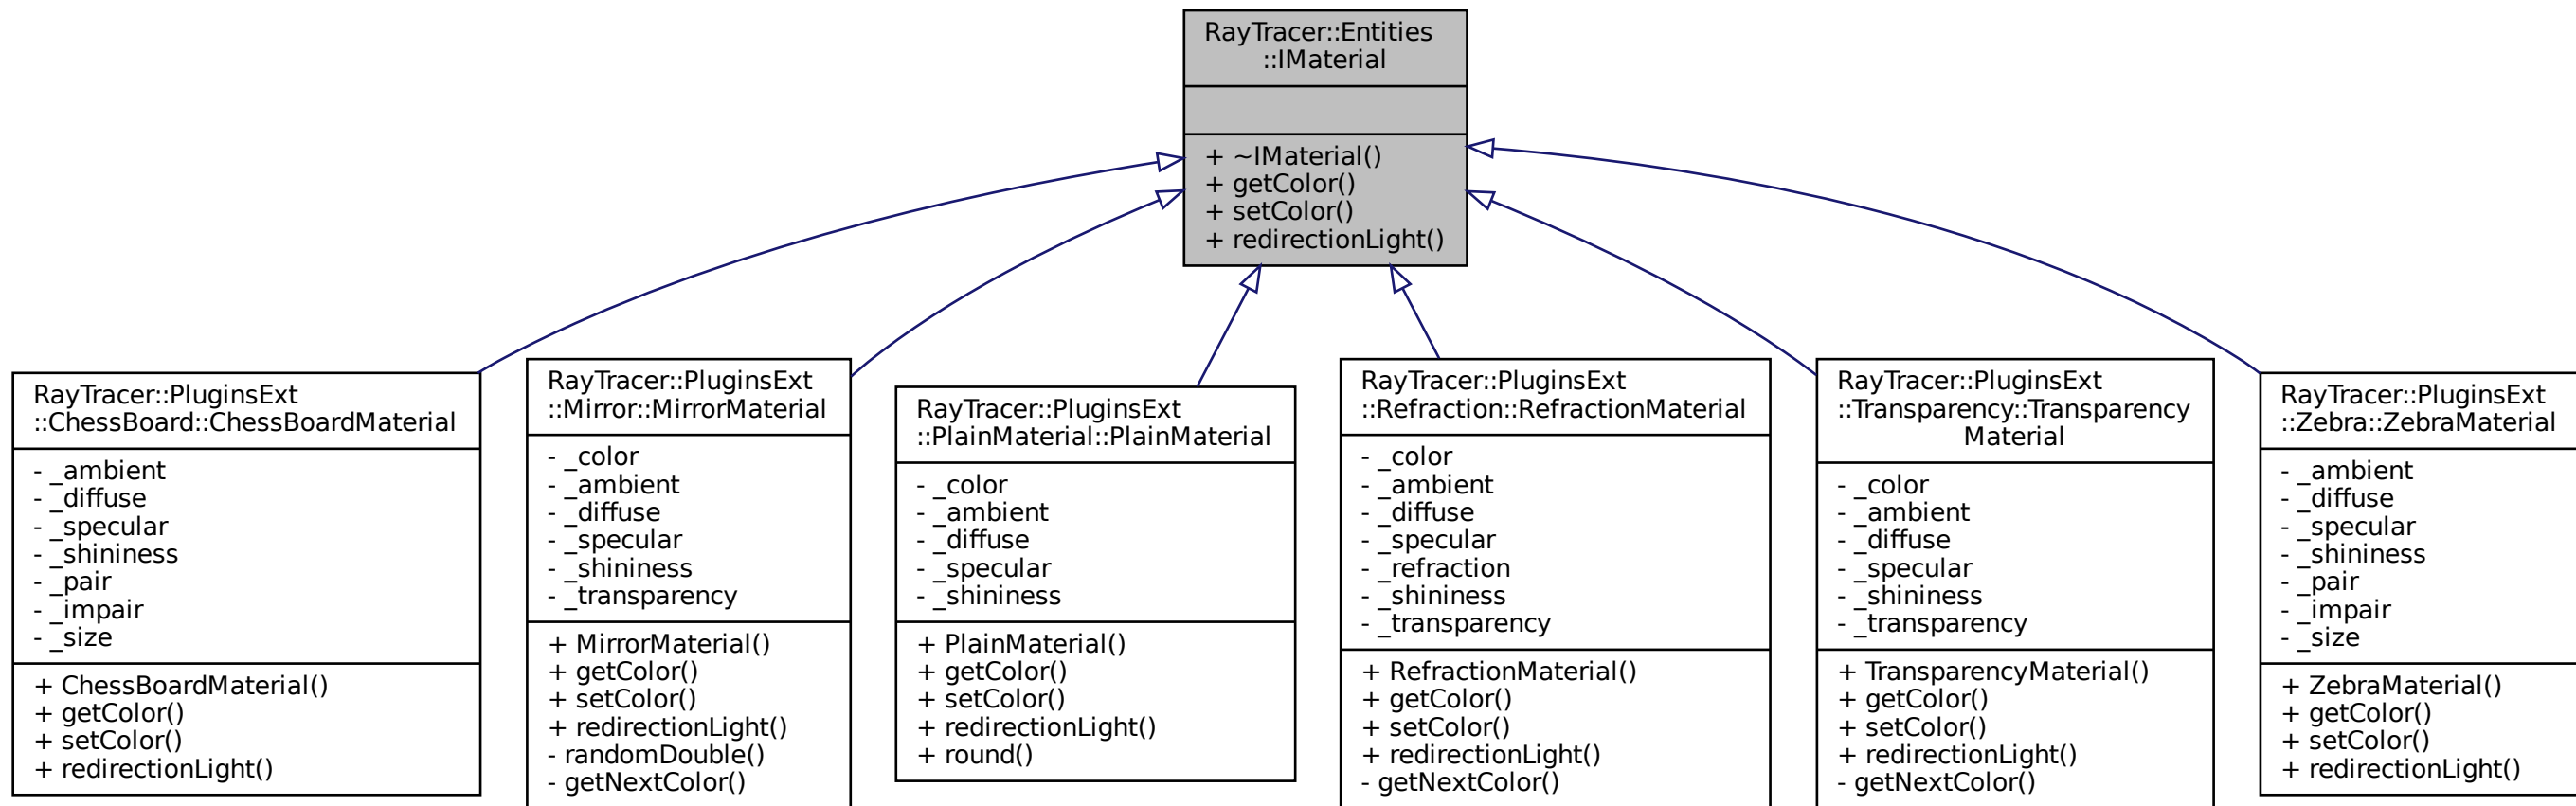 RayTracer::Entities
::IMaterial
+ ~IMaterial()
+ getColor()
+ setColor()
+ redirectionLight()
RayTracer::PluginsExt
::ChessBoard::ChessBoardMaterial
- _ambient
- _diffuse
- _specular
- _shininess
- _pair
- _impair
- _size
+ ChessBoardMaterial()
+ getColor()
+ setColor()
+ redirectionLight()
RayTracer::PluginsExt
::Mirror::MirrorMaterial
- _color
- _ambient
- _diffuse
- _specular
- _shininess
- _transparency
+ MirrorMaterial()
+ getColor()
+ setColor()
+ redirectionLight()
- randomDouble()
- getNextColor()
RayTracer::PluginsExt
::PlainMaterial::PlainMaterial
- _color
- _ambient
- _diffuse
- _specular
- _shininess
+ PlainMaterial()
+ getColor()
+ setColor()
+ redirectionLight()
+ round()
RayTracer::PluginsExt
::Refraction::RefractionMaterial
- _color
- _ambient
- _diffuse
- _specular
- _refraction
- _shininess
- _transparency
+ RefractionMaterial()
+ getColor()
+ setColor()
+ redirectionLight()
- getNextColor()
RayTracer::PluginsExt
::Transparency::Transparency
Material
- _color
- _ambient
- _diffuse
- _specular
- _shininess
- _transparency
+ TransparencyMaterial()
+ getColor()
+ setColor()
+ redirectionLight()
- getNextColor()
RayTracer::PluginsExt
::Zebra::ZebraMaterial
- _ambient
- _diffuse
- _specular
- _shininess
- _pair
- _impair
- _size
+ ZebraMaterial()
+ getColor()
+ setColor()
+ redirectionLight()